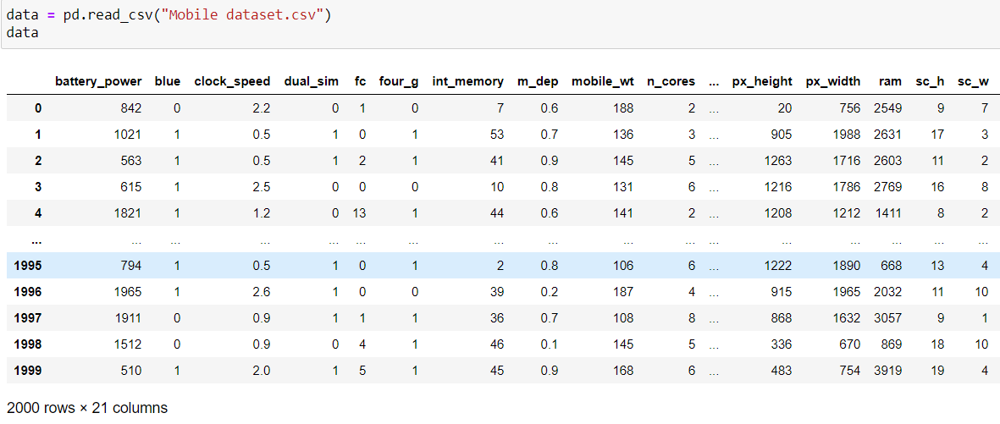 data = pd.read_csv("Mobile dataset.csv")
data
battery_power blue clock_speed dual_sim fc four_g int_memory m_dep mobile_wt n_cores ... px_height px_width ram sc_h sc_w
0 842 0 2.2 0 1 0 7 0.6 188 2 ... 20 756 2549 9 7
1 1021 1 0.5 1 0 1 53 0.7 136 3 ... 905 1988 2631 17 3
2 563 1 0.5 1 2 1 41 0.9 145 5 ... 1263 1716 2603 11 2
3 615 1 2.5 0 0 0 10 0.8 131 6 ... 1216 1786 2769 16 8
4 1821 1 1.2 0 13 1 44 0.6 141 2 ... 1208 1212 1411 8 2
... ... ... ... ... ... ... ... ... ... ... ... ... ... ... ... ...
1995 794 1 0.5 1 0 1 2 0.8 106 6 ... 1222 1890 668 13 4
1996 1965 1 2.6 1 0 0 39 0.2 187 4 ... 915 1965 2032 11 10
1997 1911 0 0.9 1 1 1 36 0.7 108 8 ... 868 1632 3057 9 1
1998 1512 0 0.9 0 4 1 46 0.1 145 5 ... 336 670 869 18 10
1999 510 1 2.0 1 5 1 45 0.9 168 6 ... 483 754 3919 19 4
2000 rows × 21 columns